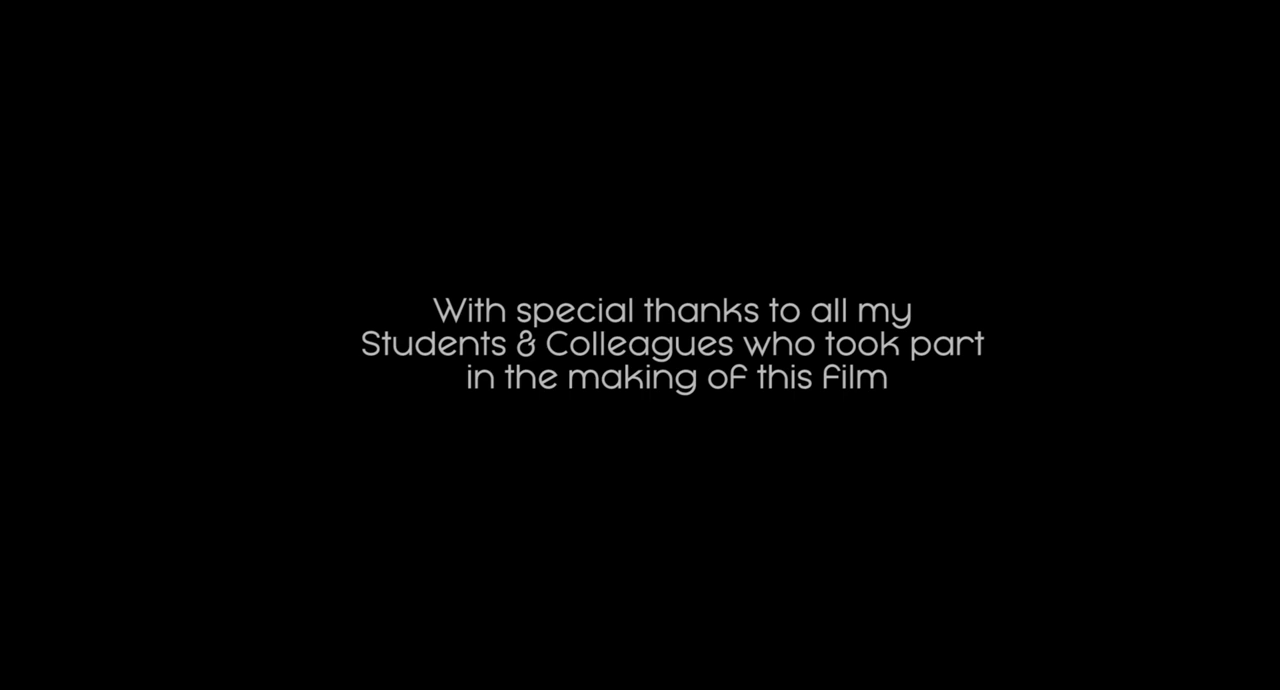 With special thanks to all my
Students & Colleagues who took part
in the making of this film